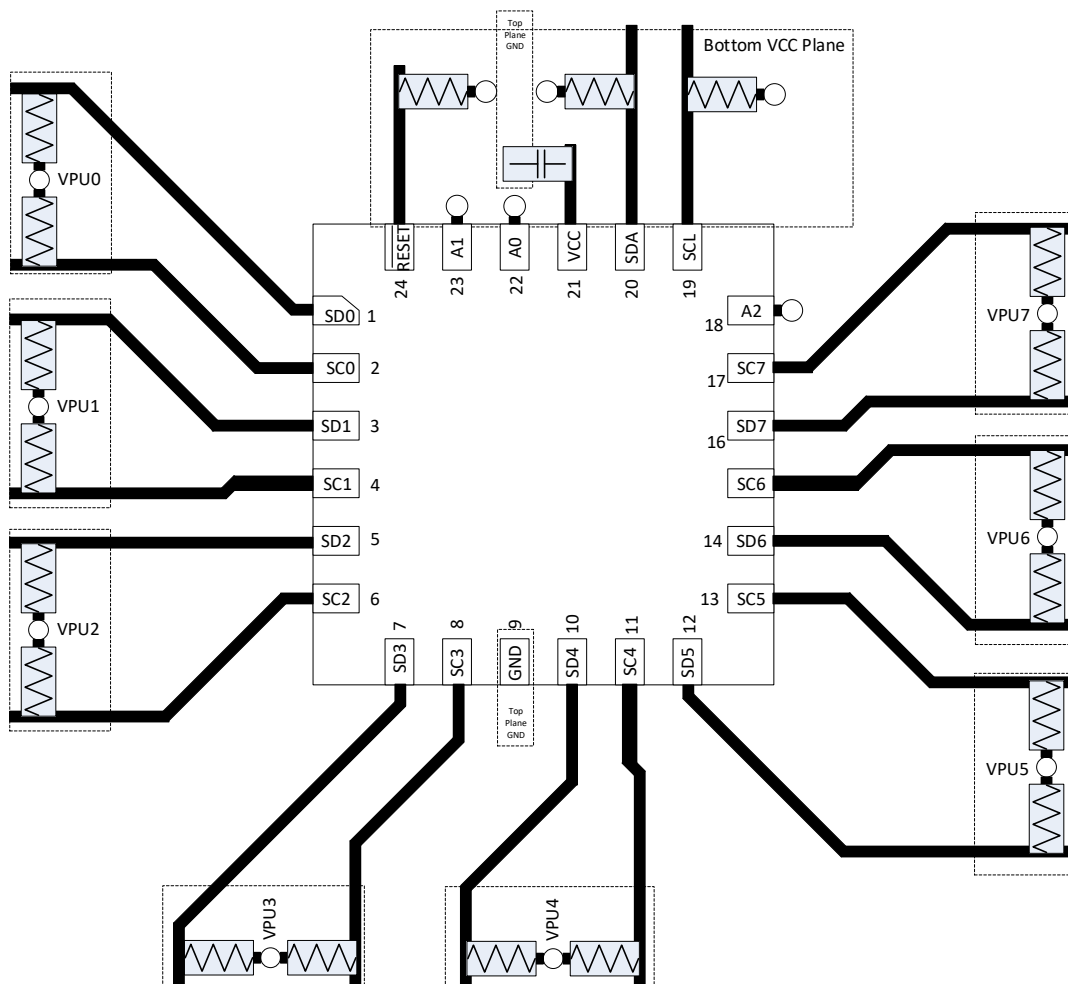 Top
Plane
GND
Bottom VCC Plane
VPU0
RESET
A1
A0
VCC
SDA
SCL
24
23
22
21
20
19
SD0 1
A2
18
VPU7
SC0 2
SC7
17
VPU1
SD1 3
SD7
16
SC1 4
SC6
VPU6
SD2 5
14 SD6
SC2 6
13 SC5
VPU2
7
8
9
10
11
12
SD3
SC3
GND
SD4
SC4
SD5
Top
Plane
GND
VPU5
VPU3
VPU4